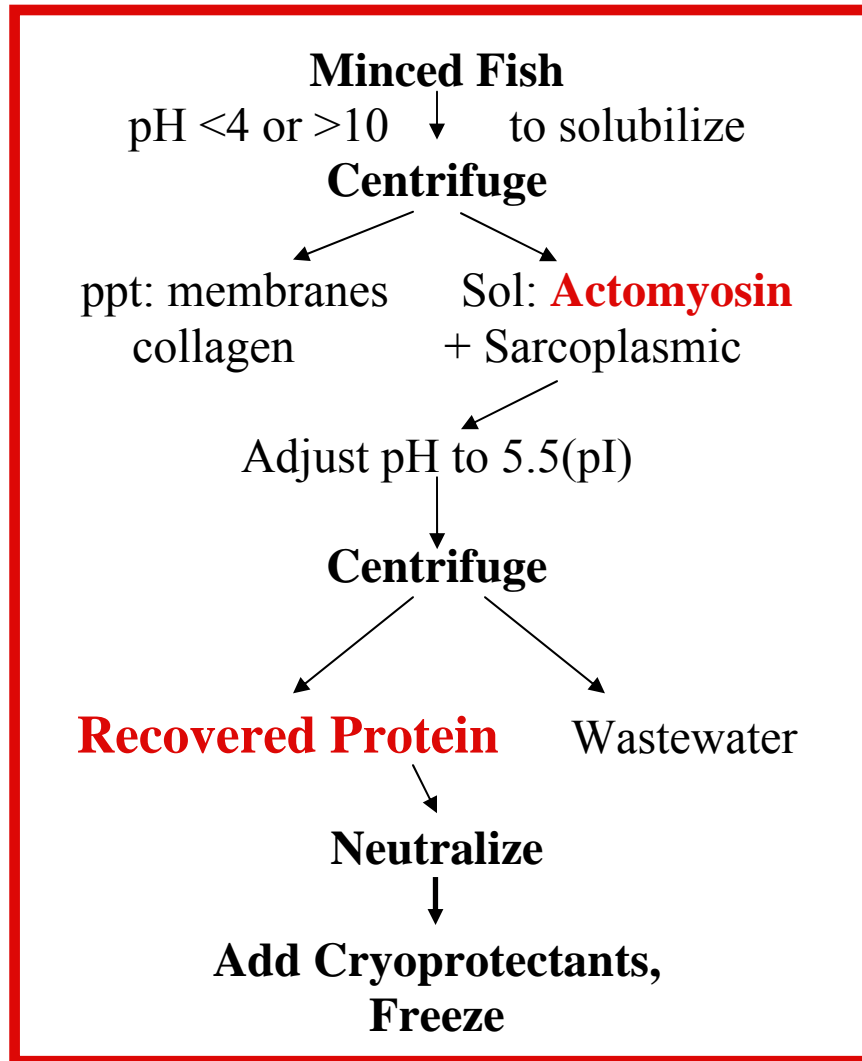 Minced Fish
pH <4 or >10 to solubilize
Centrifuge
ppt: membranes Sol: Actomyosin
collagen + Sarcoplasmic
Adjust pH to 5.5(pI)
Centrifuge
Recovered Protein Wastewater
Neutralize
Add Cryoprotectants,
Freeze